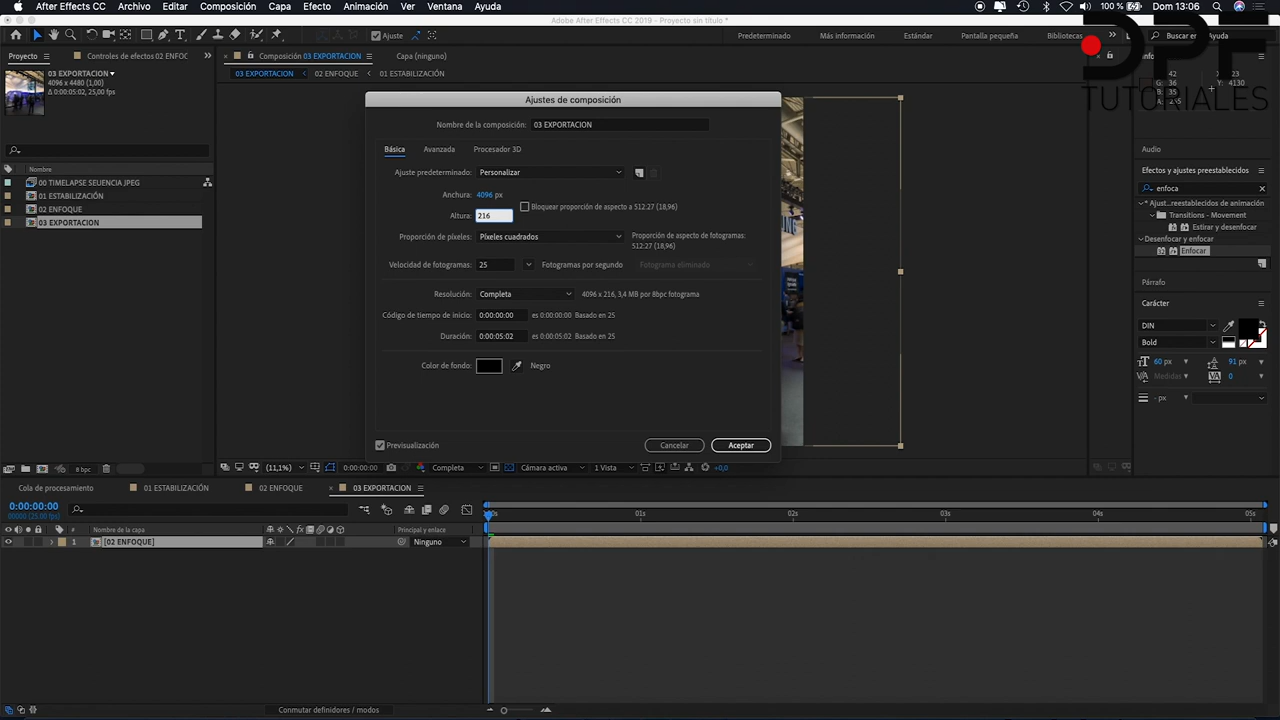 After Effects CC Archivo Editar Composición Capa Efecto Animación Ver Ventana Ayuda 100 % Dom 13:06
Adobe After Effects CC 2019 - Proyecto sin título *
Ajuste Predeterminado Más información Estándar Pantalla pequeña Bibliotecas Buscar en Ayuda
DPF
TUTORIALES
Proyecto Controles de efectos 02 ENFOC Composición 03 EXPORTACION Capa (ninguno)
03 EXPORTACION 02 ENFOQUE 01 ESTABILIZACIÓN
03 EXPORTACION
4096 x 4480 (1,00)
Δ 0:00:05:02, 25,00 fps
42 X: 23
G: 36 Y: 4130
B: 35
A: 255
Ajustes de composición
Nombre de la composición: 03 EXPORTACION
Básica Avanzada Procesador 3D
Ajuste predeterminado: Personalizar
Anchura: 4096 px
Bloquear proporción de aspecto a 512:27 (18,96)
Altura: 216
Proporción de píxeles: Píxeles cuadrados Proporción de aspecto de fotogramas:
512:27 (18,96)
Velocidad de fotogramas: 25 Fotogramas por segundo Fotograma eliminado
Resolución: Completa 4096 x 216, 3,4 MB por 8bpc fotograma
Código de tiempo de inicio: 0:00:00:00 es 0:00:00:00 Basado en 25
Duración: 0:00:05:02 es 0:00:05:02 Basado en 25
Color de fondo: Negro
Previsualización Cancelar Aceptar
Nombre
00 TIMELAPSE SEUENCIA JPEG
01 ESTABILIZACIÓN
02 ENFOQUE
03 EXPORTACION
Audio
Efectos y ajustes preestablecidos
enfoca
* Ajust...reestablecidos de animación
Transitions - Movement
Estirar y desenfocar
Desenfocar y enfocar
Enfocar
Párrafo
Carácter
DIN
Bold
60 px 91 px
Medidas 0
- px
8 bpc
(11,1%) 0:00:00:00 Completa Cámara activa 1 Vista +0,0
Cola de procesamiento 01 ESTABILIZACIÓN 02 ENFOQUE 03 EXPORTACION
0:00:00:00
00000 (25.00 fps)
01s 02s 03s 04s 05s
# Nombre de la capa Principal y enlace
1 [02 ENFOQUE] Ninguno
Conmutar definidores / modos